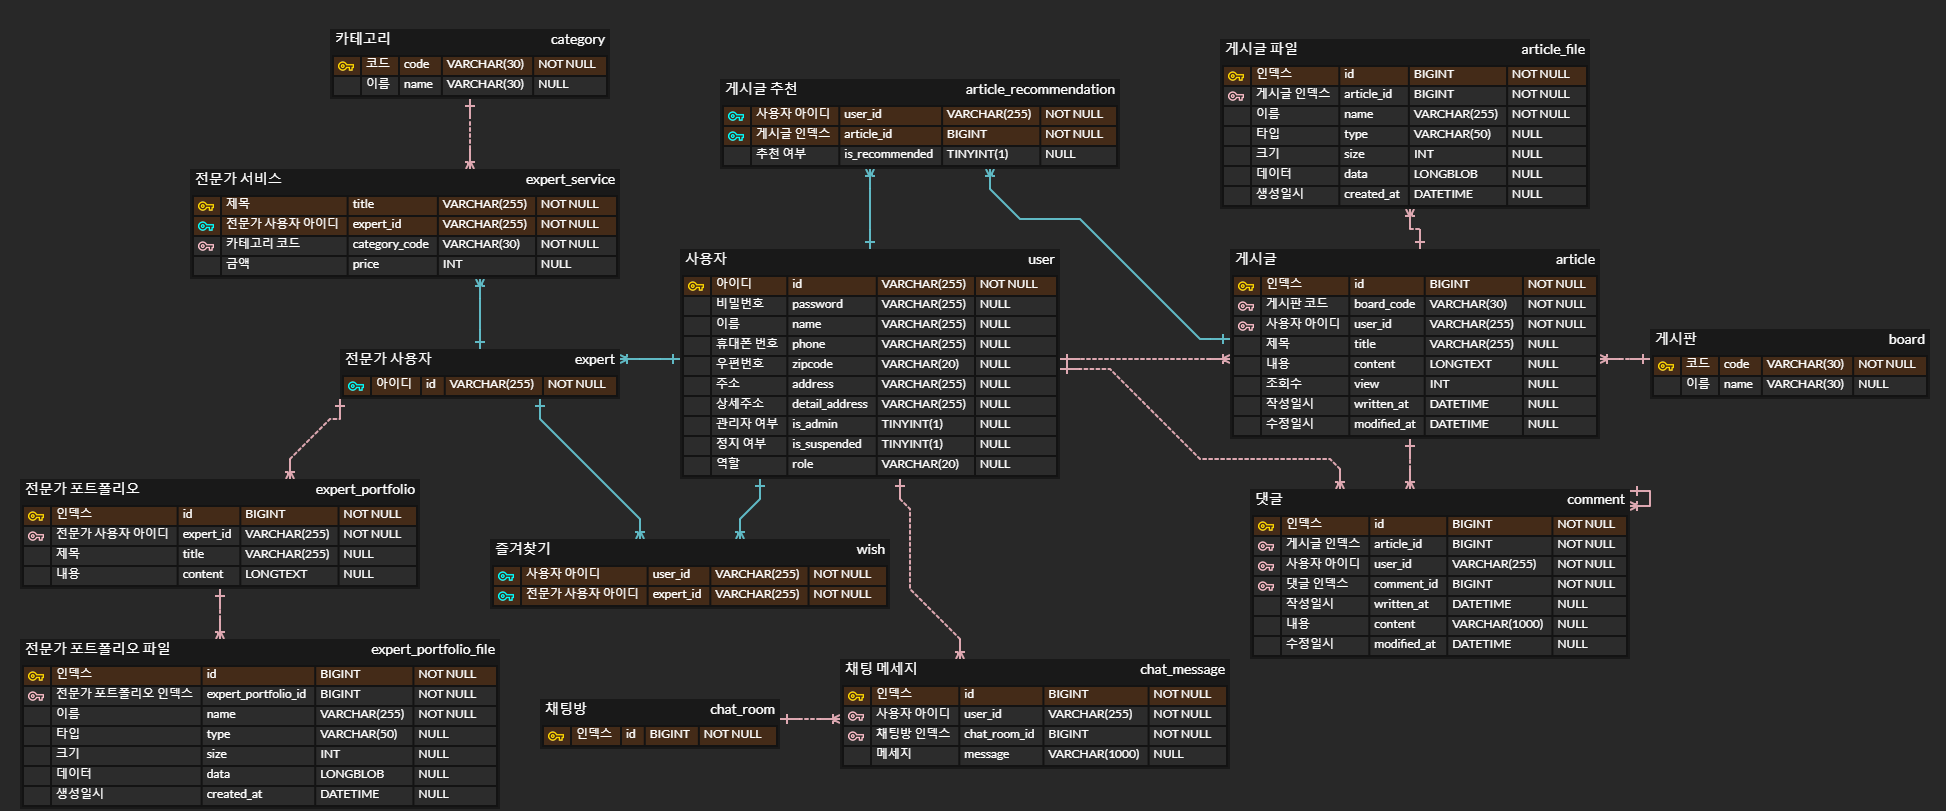 카테고리 category
코드 code VARCHAR(30) NOT NULL
이름 name VARCHAR(30) NULL
전문가 서비스 expert_service
제목 title VARCHAR(255) NOT NULL
전문가 사용자 아이디 expert_id VARCHAR(255) NOT NULL
카테고리 코드 category_code VARCHAR(30) NOT NULL
금액 price INT NULL
전문가 사용자 expert
아이디 id VARCHAR(255) NOT NULL
전문가 포트폴리오 expert_portfolio
인덱스 id BIGINT NOT NULL
전문가 사용자 아이디 expert_id VARCHAR(255) NOT NULL
제목 title VARCHAR(255) NULL
내용 content LONGTEXT NULL
전문가 포트폴리오 파일 expert_portfolio_file
인덱스 id BIGINT NOT NULL
전문가 포트폴리오 인덱스 expert_portfolio_id BIGINT NOT NULL
이름 name VARCHAR(255) NOT NULL
타입 type VARCHAR(50) NULL
크기 size INT NULL
데이터 data LONGBLOB NULL
생성일시 created_at DATETIME NULL
게시글 추천 article_recommendation
사용자 아이디 user_id VARCHAR(255) NOT NULL
게시글 인덱스 article_id BIGINT NOT NULL
추천 여부 is_recommended TINYINT(1) NULL
사용자 user
아이디 id VARCHAR(255) NOT NULL
비밀번호 password VARCHAR(255) NULL
이름 name VARCHAR(255) NULL
휴대폰 번호 phone VARCHAR(255) NULL
우편번호 zipcode VARCHAR(20) NULL
주소 address VARCHAR(255) NULL
상세주소 detail_address VARCHAR(255) NULL
관리자 여부 is_admin TINYINT(1) NULL
정지 여부 is_suspended TINYINT(1) NULL
역할 role VARCHAR(20) NULL
즐겨찾기 wish
사용자 아이디 user_id VARCHAR(255) NOT NULL
전문가 사용자 아이디 expert_id VARCHAR(255) NOT NULL
채팅방 chat_room
인덱스 id BIGINT NOT NULL
채팅 메세지 chat_message
인덱스 id BIGINT NOT NULL
사용자 아이디 user_id VARCHAR(255) NOT NULL
채팅방 인덱스 chat_room_id BIGINT NOT NULL
메세지 message VARCHAR(1000) NULL
게시글 파일 article_file
인덱스 id BIGINT NOT NULL
게시글 인덱스 article_id BIGINT NOT NULL
이름 name VARCHAR(255) NOT NULL
타입 type VARCHAR(50) NULL
크기 size INT NULL
데이터 data LONGBLOB NULL
생성일시 created_at DATETIME NULL
게시글 article
인덱스 id BIGINT NOT NULL
게시판 코드 board_code VARCHAR(30) NOT NULL
사용자 아이디 user_id VARCHAR(255) NOT NULL
제목 title VARCHAR(255) NULL
내용 content LONGTEXT NULL
조회수 view INT NULL
작성일시 written_at DATETIME NULL
수정일시 modified_at DATETIME NULL
게시판 board
코드 code VARCHAR(30) NOT NULL
이름 name VARCHAR(30) NULL
댓글 comment
인덱스 id BIGINT NOT NULL
게시글 인덱스 article_id BIGINT NOT NULL
사용자 아이디 user_id VARCHAR(255) NOT NULL
댓글 인덱스 comment_id BIGINT NOT NULL
작성일시 written_at DATETIME NULL
내용 content VARCHAR(1000) NULL
수정일시 modified_at DATETIME NULL